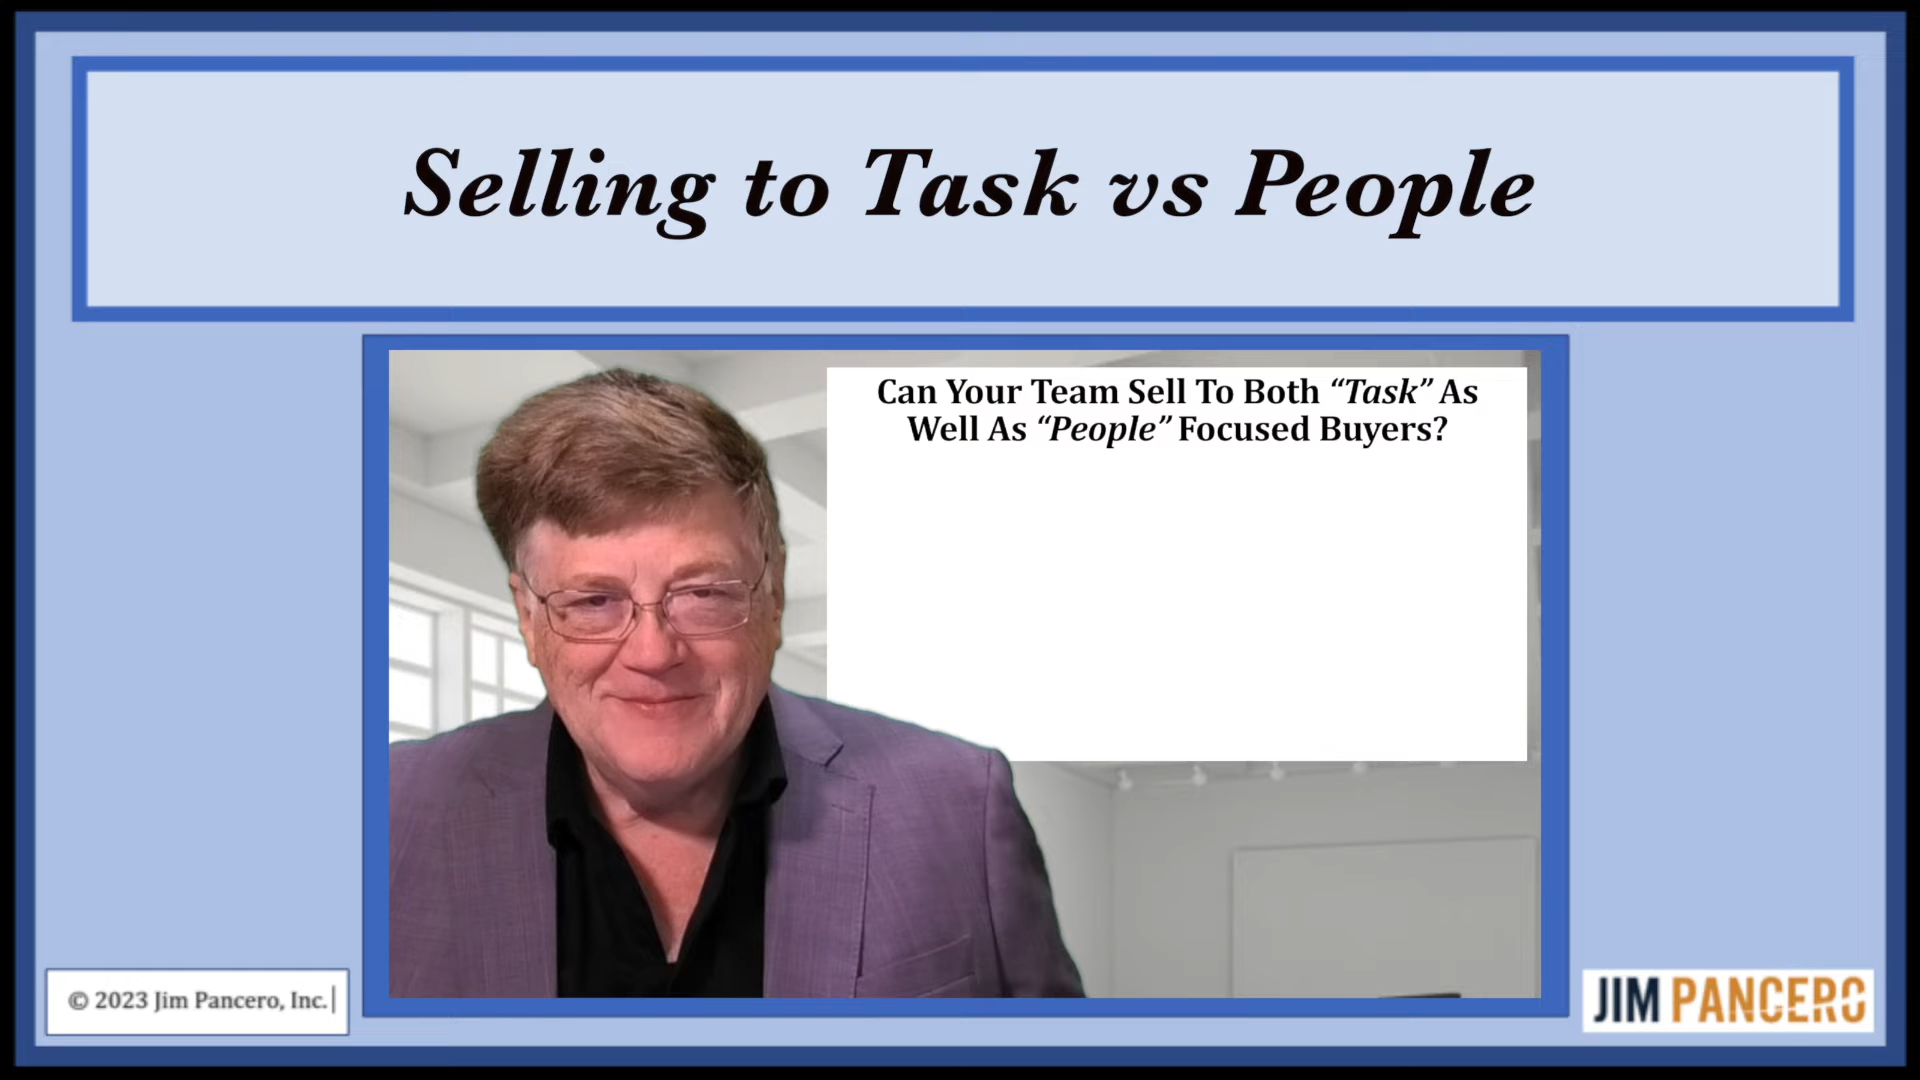 Selling to Task vs People
Can Your Team Sell To Both “Task” As
Well As “People” Focused Buyers?
© 2023 Jim Pancero, Inc.
JIM PANCERO